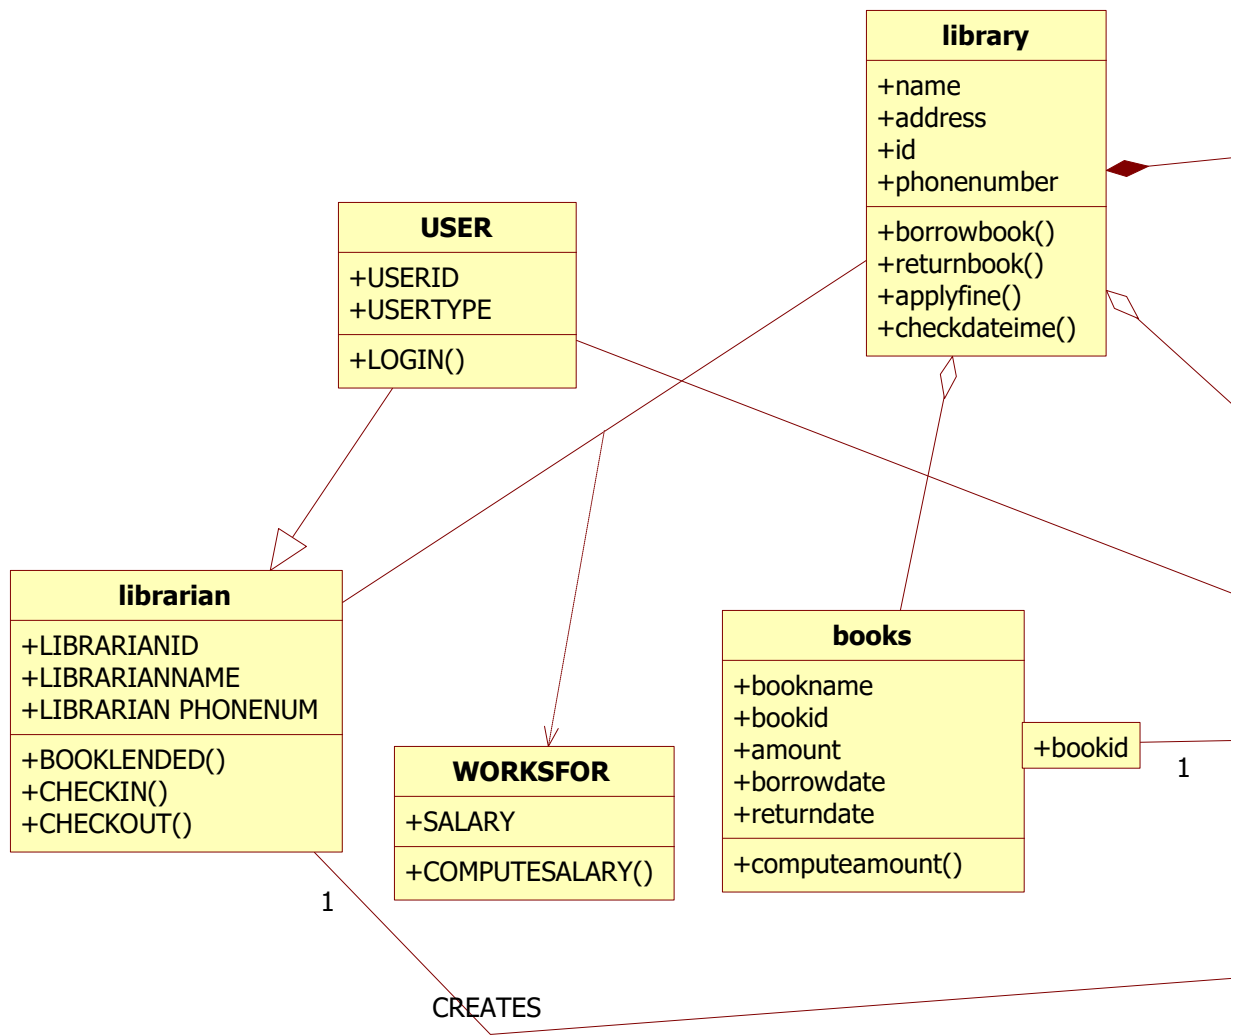 library
+name
+address
+id
+phonenumber
+borrowbook()
+returnbook()
+applyfine()
+checkdateime()
USER
+USERID
+USERTYPE
+LOGIN()
librarian
+LIBRARIANID
+LIBRARIANNAME
+LIBRARIAN PHONENUM
+BOOKLENDED()
+CHECKIN()
+CHECKOUT()
WORKSFOR
+SALARY
+COMPUTESALARY()
books
+bookname
+bookid
+amount
+borrowdate
+returndate
+computeamount()
+bookid
1
1
CREATES